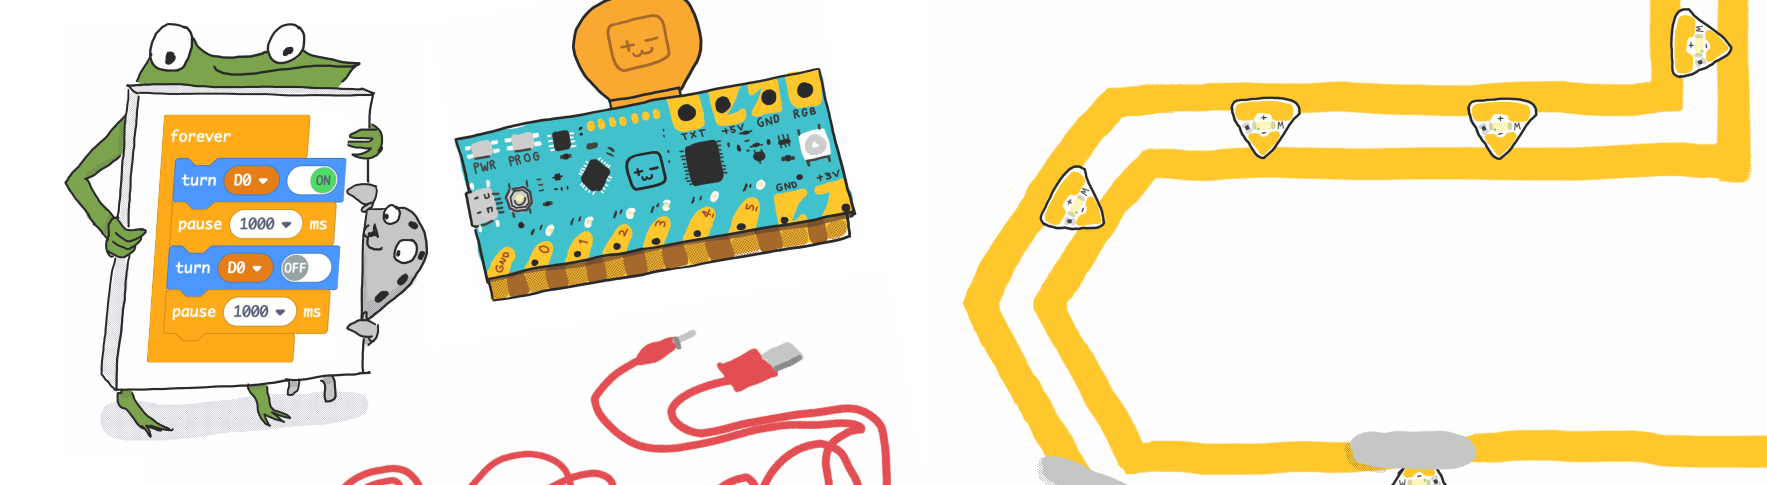 forever
turn D0 ON
pause 1000 ms
turn D0 OFF
pause 1000 ms
PWR PROG
TXT +5V GND RGB
GND +3V
GND 0 1 2 3 4 5
M
M
M
M